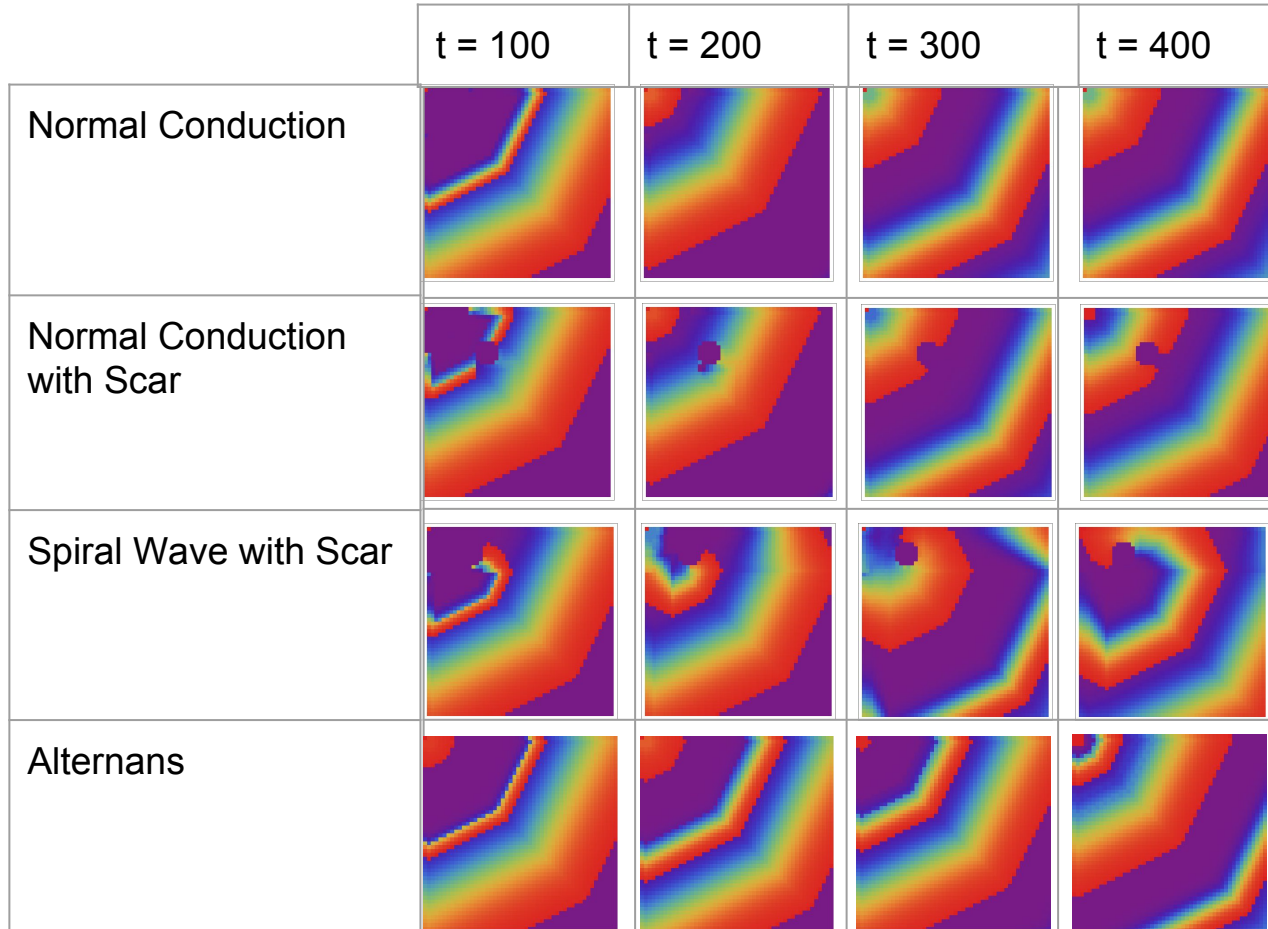 t = 100
t = 200
t = 300
t = 400
Normal Conduction
Normal Conduction
with Scar
Spiral Wave with Scar
Alternans